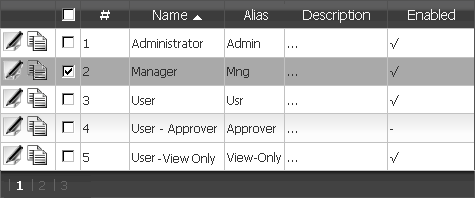 # Name ▲ Alias Description Enabled
1 Administrator Admin ... √
2 Manager Mng ... √
3 User Usr ... √
4 User - Approver Approver ... -
5 User -View Only View-Only ... √
| 1 | 2 | 3